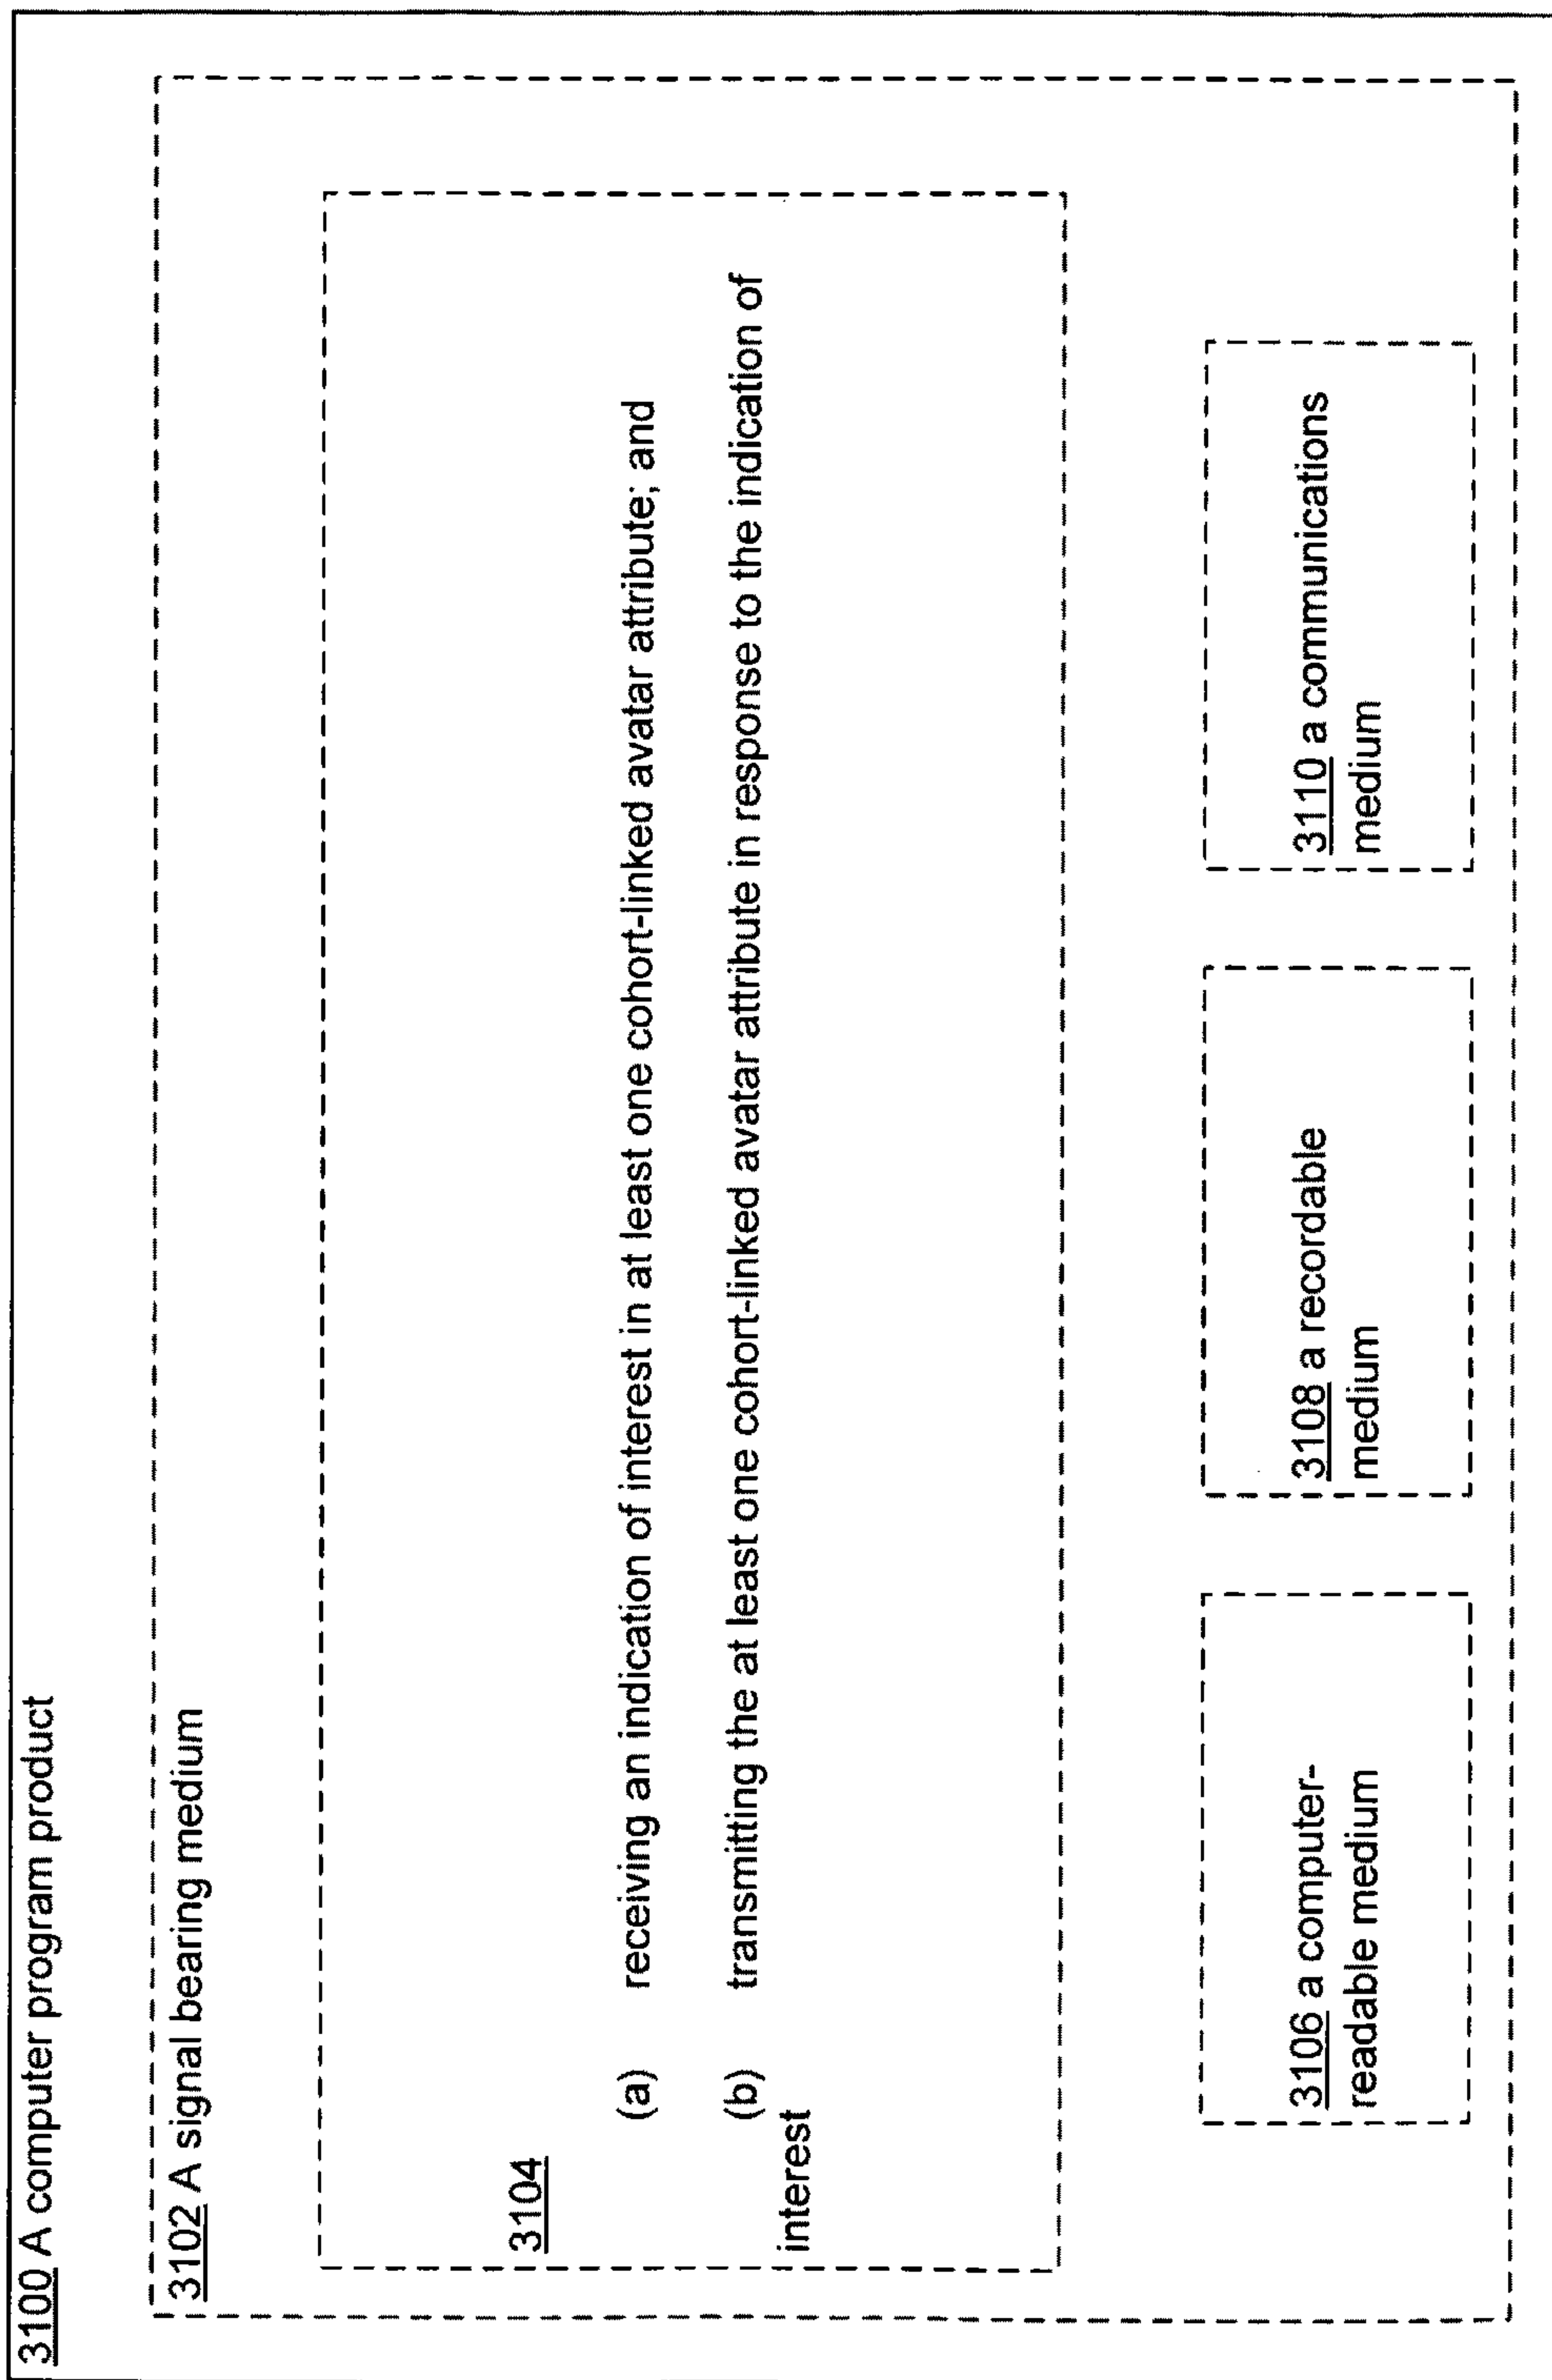 3100 A computer program product
3102 A signal bearing medium
3104
(a) receiving an indication of interest in at least one cohort-linked avatar attribute; and
(b) transmitting the at least one cohort-linked avatar attribute in response to the indication of
interest
3106 a computer-
readable medium
3108 a recordable
medium
3110 a communications
medium